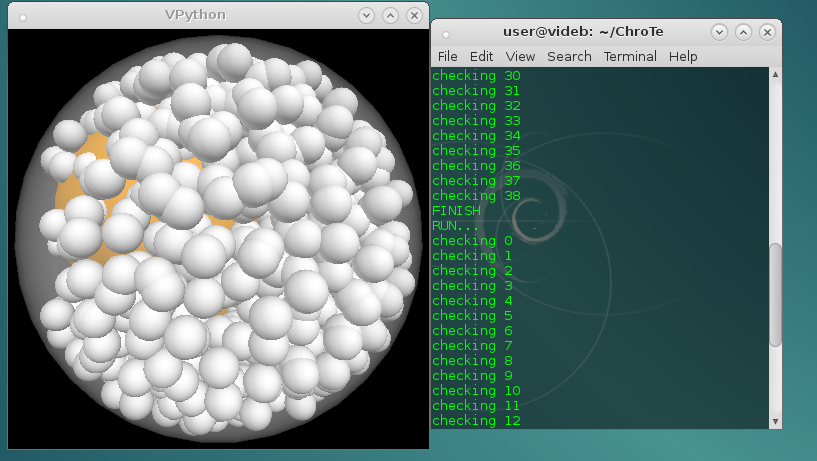 VPython
user@videb: ~/ChroTe
File Edit View Search Terminal Help
checking 30
checking 31
checking 32
checking 33
checking 34
checking 35
checking 36
checking 37
checking 38
FINISH
RUN...
checking 0
checking 1
checking 2
checking 3
checking 4
checking 5
checking 6
checking 7
checking 8
checking 9
checking 10
checking 11
checking 12